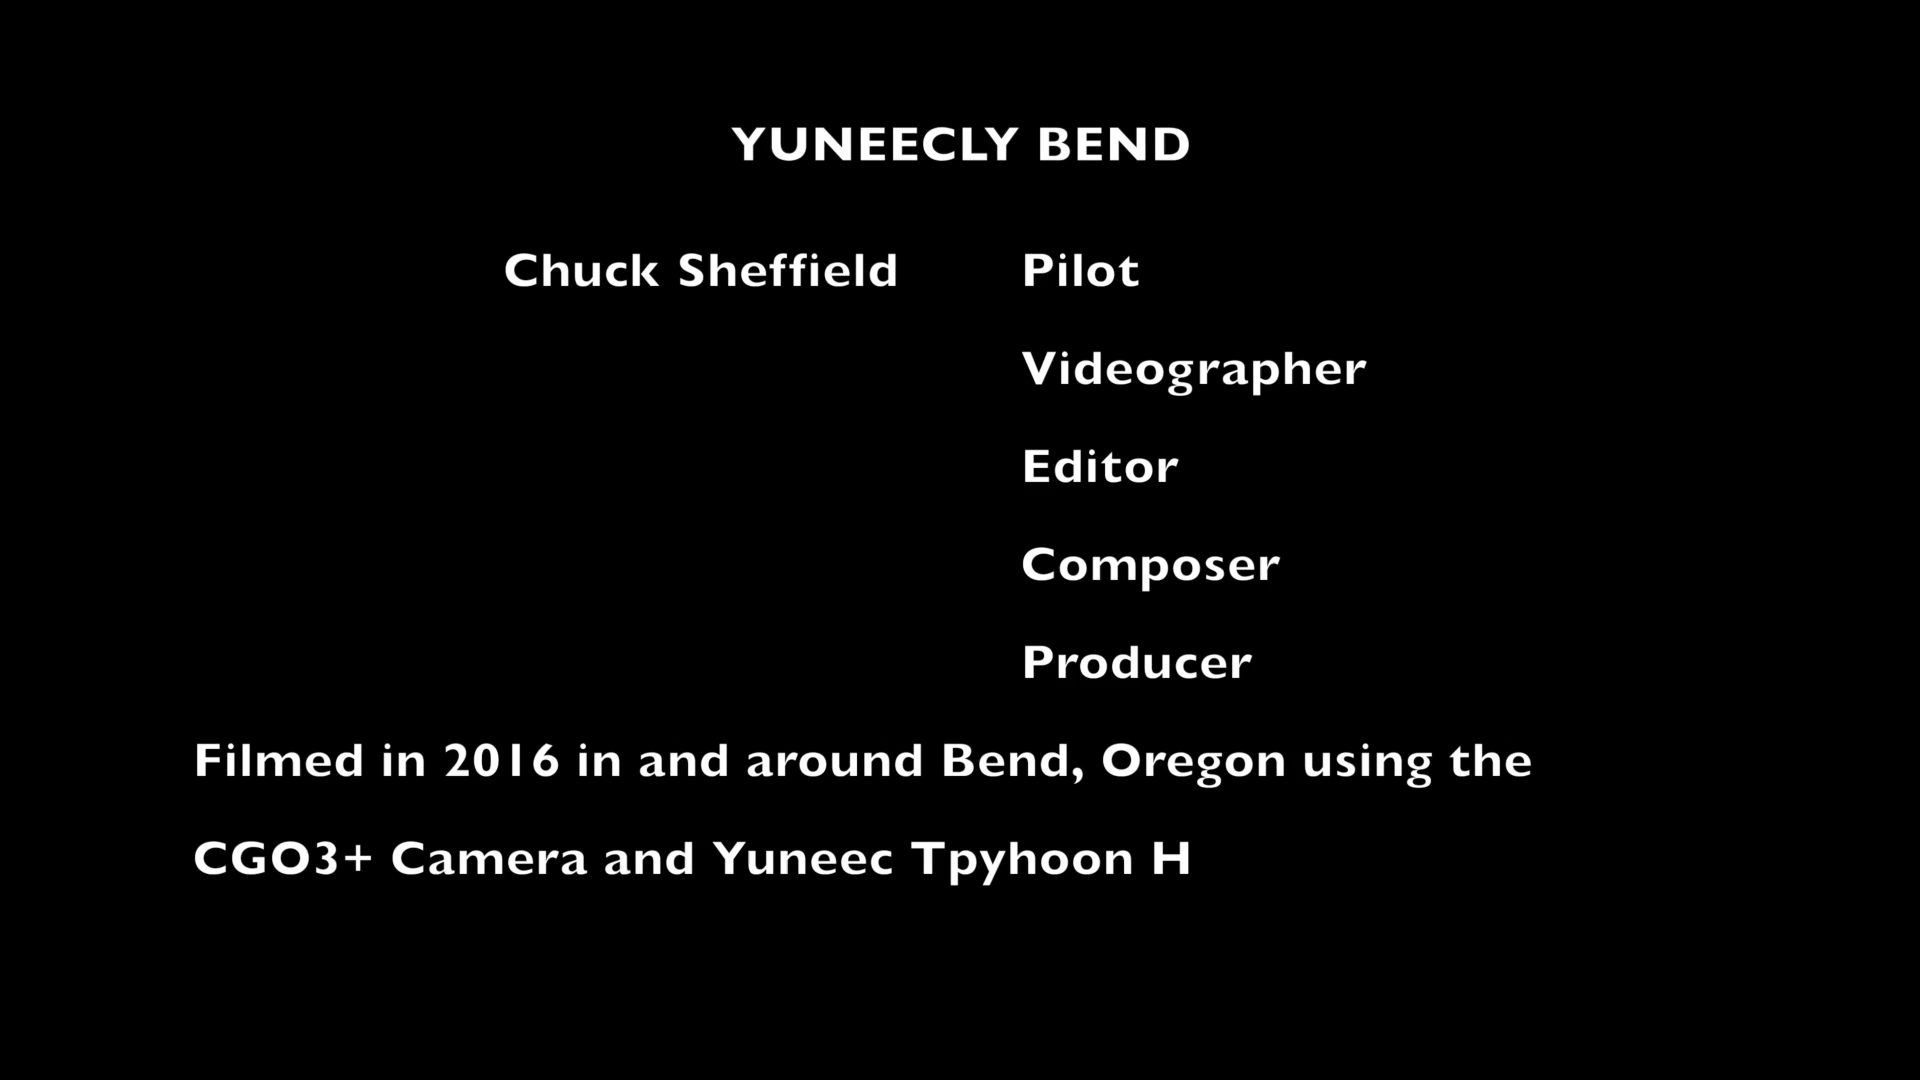 YUNEECLY BEND
Chuck Sheffield Pilot
Videographer
Editor
Composer
Producer
Filmed in 2016 in and around Bend, Oregon using the
CGO3+ Camera and Yuneec Tpyhoon H